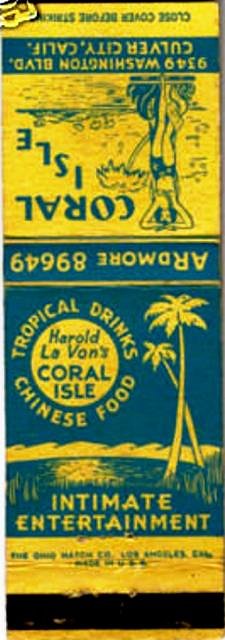 CLOSE COVER BEFORE STRIKING
9349 WASHINGTON BLVD.
CULVER CITY, CALIF.
CORAL
ISLE
ARDMORE 89649
TROPICAL DRINKS
Harold
La Von's
CORAL
ISLE
CHINESE FOOD
INTIMATE
ENTERTAINMENT
THE OHIO MATCH CO. LOS ANGELES, CAL.
MADE IN U.S.A.